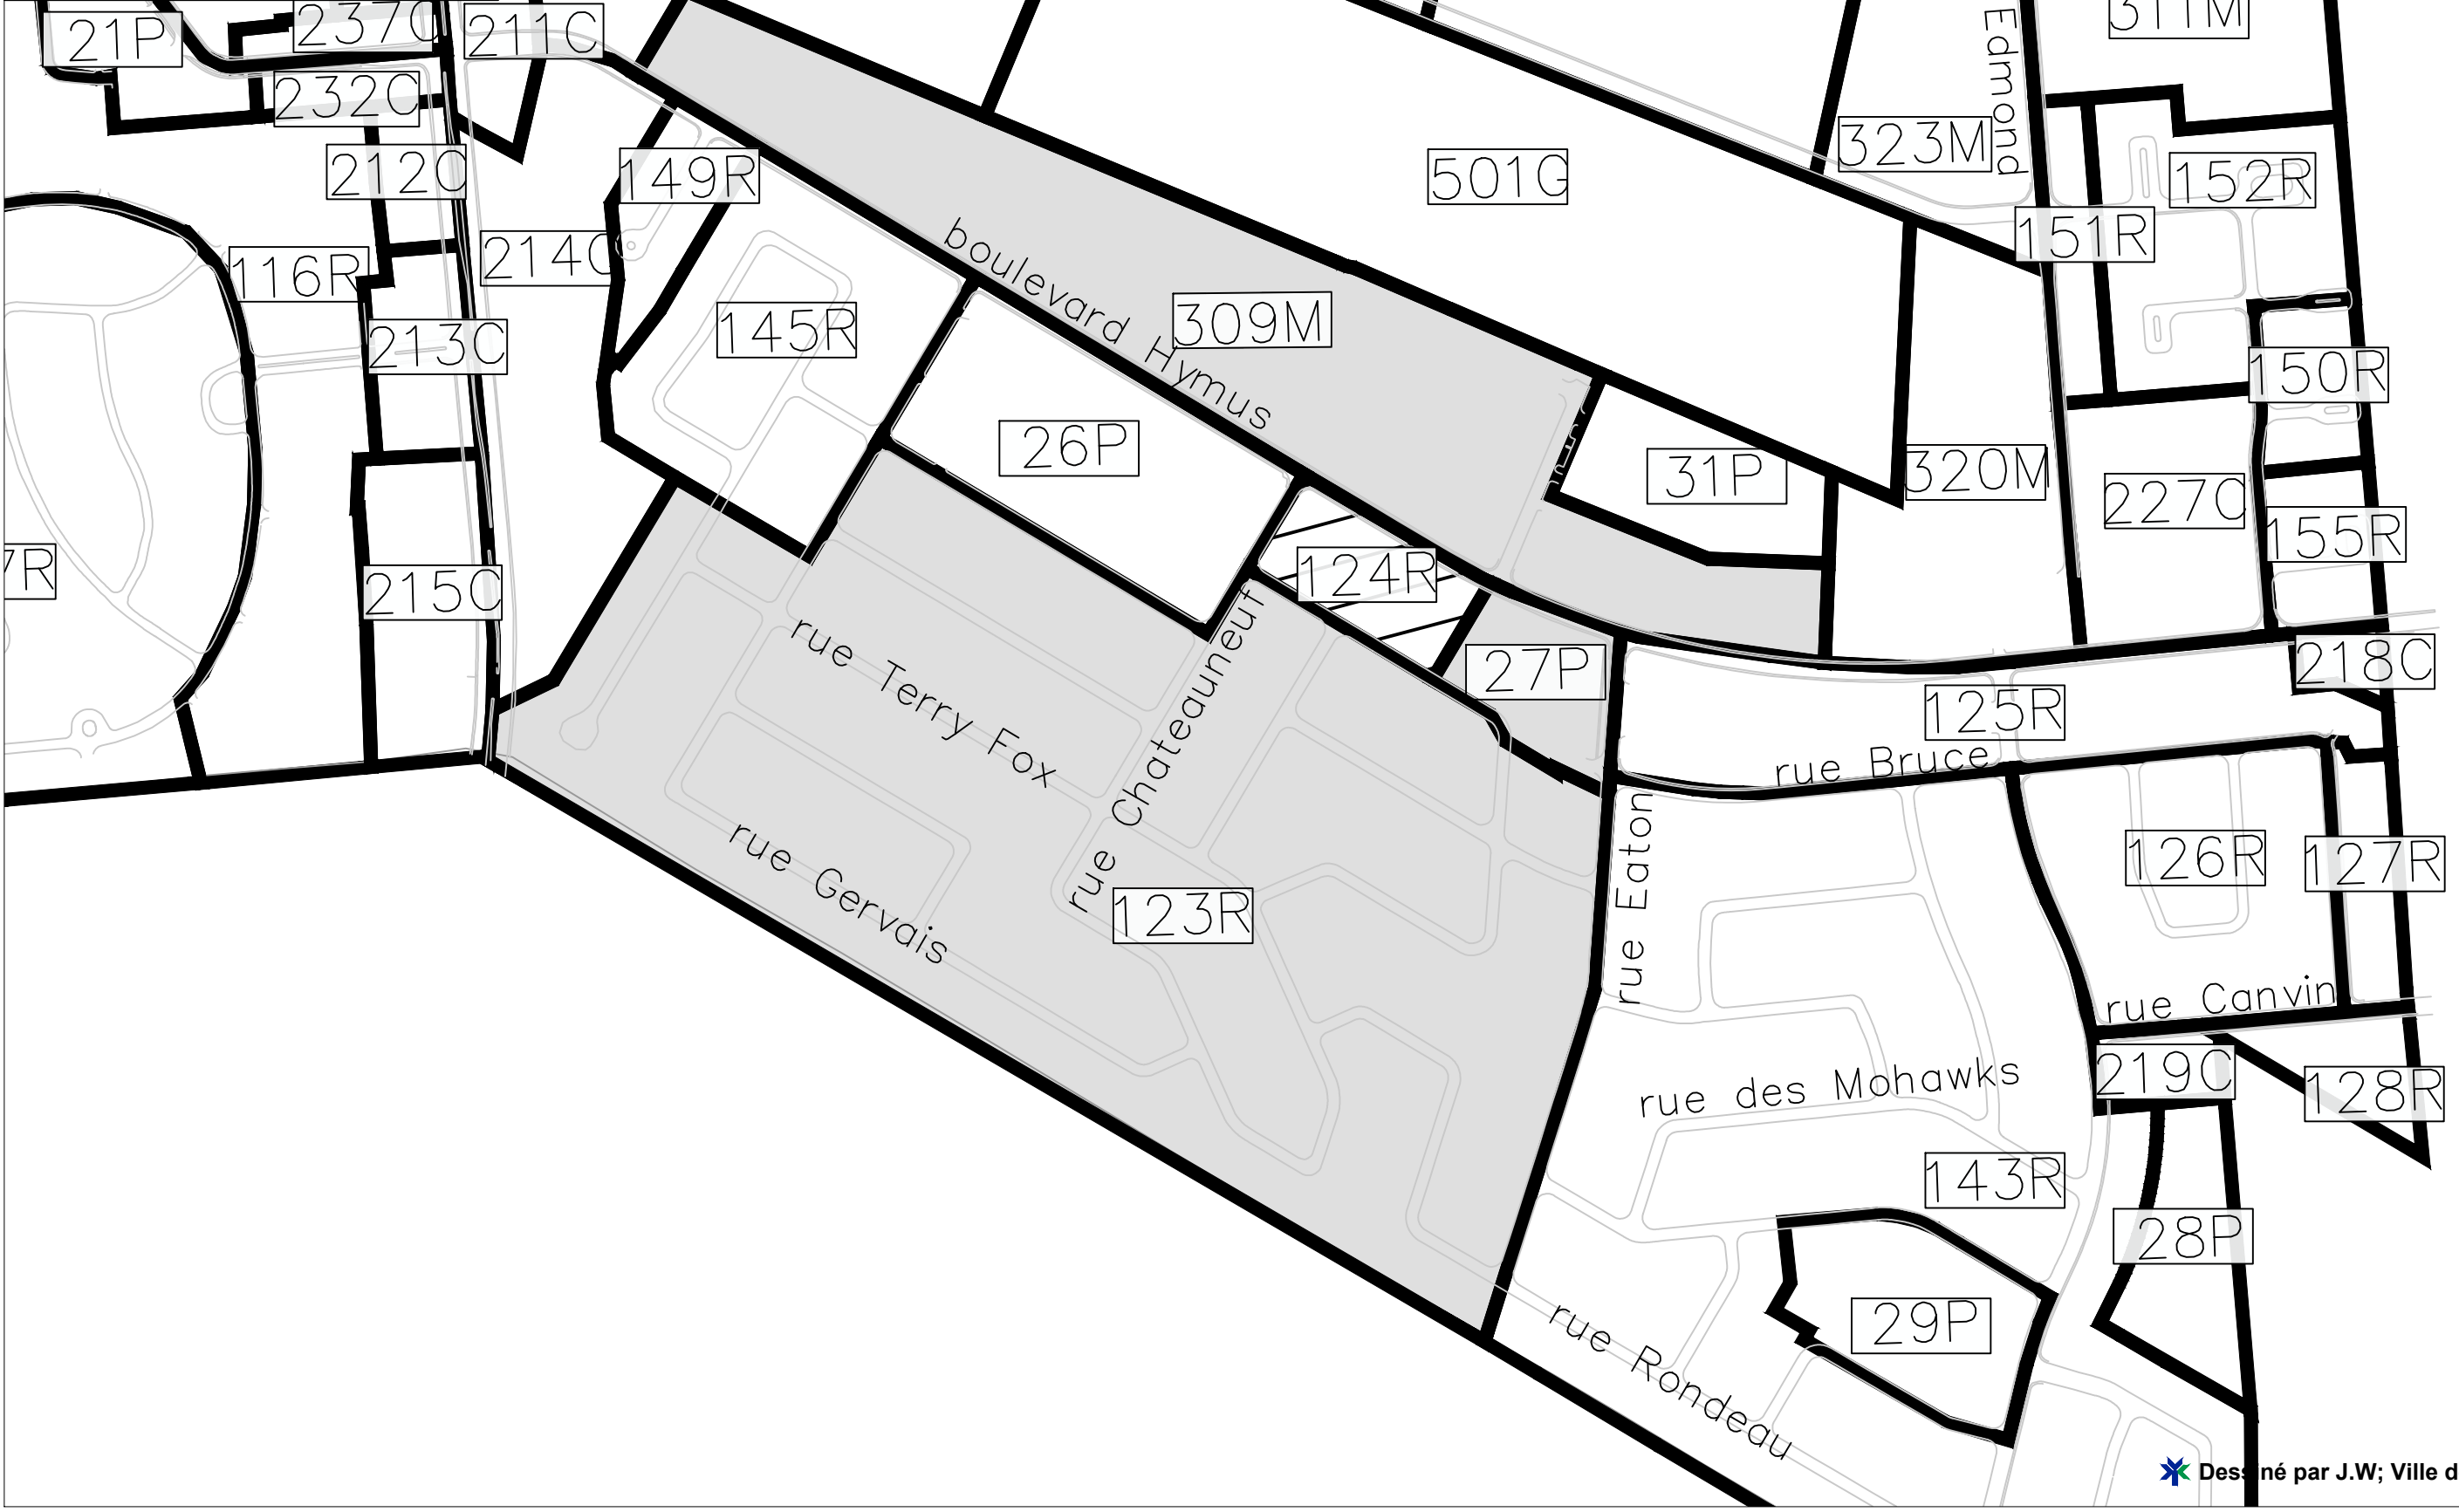 21P
237C
211C
Edmond
311M
232C
323M
212C
149R
501C
152R
boulevard Hymus
151R
116R
214C
309M
145R
213C
150R
26P
31P
320M
227C
155R
7R
215C
124R
rue Terry Fox
rue Chateauneuf
27P
218C
125R
rue Bruce
rue Gervais
rue Eaton
126R
127R
123R
rue Canvin
rue des Mohawks
219C
128R
143R
28P
29P
rue Rondeau
Dessiné par J.W; Ville d